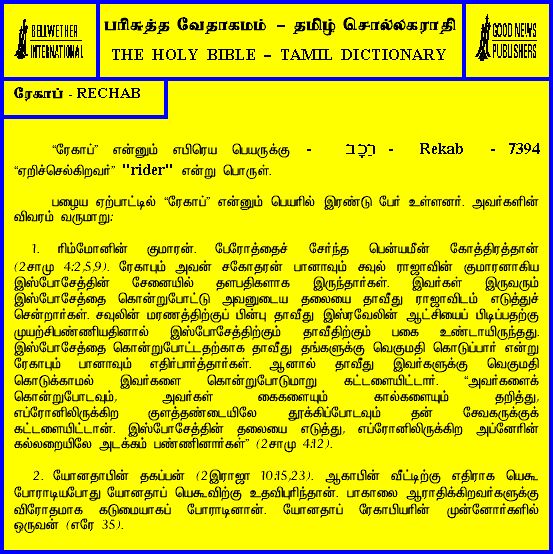 BELLWETHER
INTERNATIONAL
பரிசுத்த வேதாகமம் – தமிழ் சொல்லகராதி
THE HOLY BIBLE – TAMIL DICTIONARY
GOOD NEWS
PUBLISHERS
ரேகாப் - RECHAB
“ரேகாப்” என்னும் எபிரெய பெயருக்கு - רֵכָב - Rekab - 7394
“ஏறிச்செல்கிறவர்” "rider" என்று பொருள்.
பழைய ஏற்பாட்டில் “ரேகாப்” என்னும் பெயரில் இரண்டு பேர் உள்ளனர். அவர்களின்
விவரம் வருமாறு:
1. ரிம்மோனின் குமாரன். பேரோத்தைச் சேர்ந்த பென்யமீன் கோத்திரத்தான்
(2சாமு 4:2,5,9). ரேகாபும் அவன் சகோதரன் பானாவும் சவுல் ராஜாவின் குமாரனாகிய
இஸ்போசேத்தின் சேனையில் தளபதிகளாக இருந்தார்கள். இவர்கள் இருவரும்
இஸ்போசேத்தை கொன்றுபோட்டு அவனுடைய தலையை தாவீது ராஜாவிடம் எடுத்துச்
சென்றார்கள். சவுலின் மரணத்திற்குப் பின்பு தாவீது இஸ்ரவேலின் ஆட்சியைப் பிடிப்பதற்கு
முயற்சிபண்ணியதினால் இஸ்போசேத்திற்கும் தாவீதிற்கும் பகை உண்டாயிருந்தது.
இஸ்போசேத்தை கொன்றுபோட்டதற்காக தாவீது தங்களுக்கு வெகுமதி கொடுப்பார் என்று
ரேகாபும் பானாவும் எதிர்பார்த்தார்கள். ஆனால் தாவீது இவர்களுக்கு வெகுமதி
கொடுக்காமல் இவர்களை கொன்றுபோடுமாறு கட்டளையிட்டார். “அவர்களைக்
கொன்றுபோடவும், அவர்கள் கைகளையும் கால்களையும் தறித்து,
எப்ரோனிலிருக்கிற குளத்தண்டையிலே தூக்கிப்போடவும் தன் சேவகருக்குக்
கட்டளையிட்டான். இஸ்போசேத்தின் தலையை எடுத்து, எப்ரோனிலிருக்கிற அப்னேரின்
கல்லறையிலே அடக்கம் பண்ணினார்கள்” (2சாமு 4:12).
2. யோனதாபின் தகப்பன் (2இராஜா 10:15,23). ஆகாபின் வீட்டிற்கு எதிராக யெகூ
போராடியபோது யோனதாப் யெகூவிற்கு உதவிபுரிந்தான். பாகாலை ஆராதிக்கிறவர்களுக்கு
விரோதமாக கடுமையாகப் போராடினான். யோனதாப் ரேகாபியரின் முன்னோர்களில்
ஒருவன் (எரே 35).